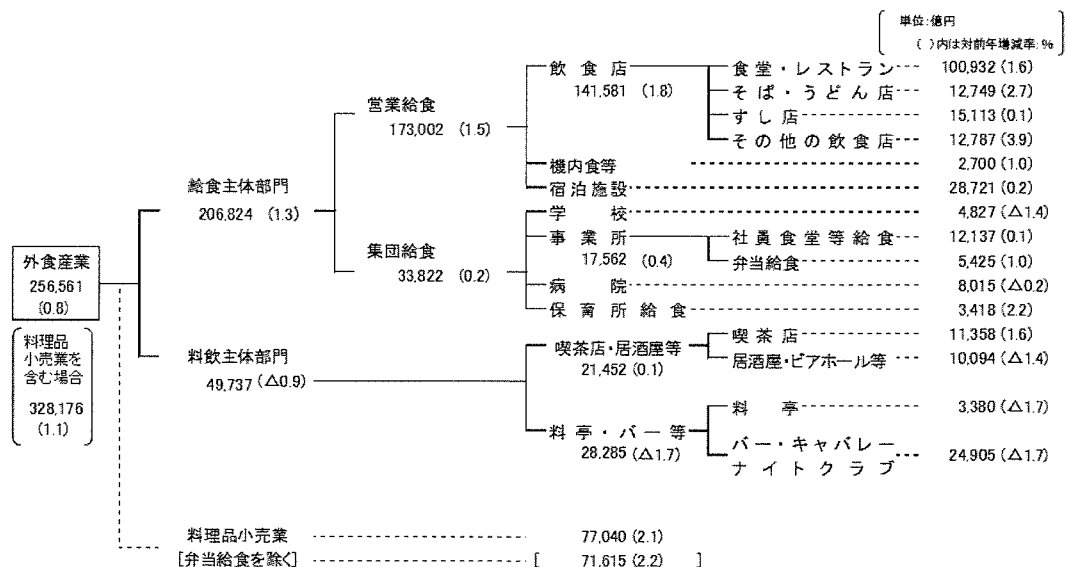 単位:億円
( )内は対前年増減率:%
飲食店 食堂・レストラン 100,932 (1.6)
141,581 (1.8) そば・うどん店 12,749 (2.7)
営業給食 すし店 15,113 (0.1)
173,002 (1.5) その他の飲食店 12,787 (3.9)
機内食等 2,700 (1.0)
給食主体部門 宿泊施設 28,721 (0.2)
206,824 (1.3) 学校 4,827 (△1.4)
集団給食 事業所 社員食堂等給食 12,137 (0.1)
33,822 (0.2) 17,562 (0.4) 弁当給食 5,425 (1.0)
外食産業 病院 8,015 (△0.2)
256,561 保育所給食 3,418 (2.2)
(0.8)
料理品
小売業を
含む場合
328,176
(1.1)
料飲主体部門 喫茶店・居酒屋等 喫茶店 11,358 (1.6)
49,737 (△0.9) 21,452 (0.1) 居酒屋・ビアホール等 10,094 (△1.4)
料亭 3,380 (△1.7)
料亭・バー等
28,285 (△1.7) バー・キャバレー
ナイトクラブ 24,905 (△1.7)
料理品小売業 77,040 (2.1)
[弁当給食を除く] [ 71,615 (2.2) ]